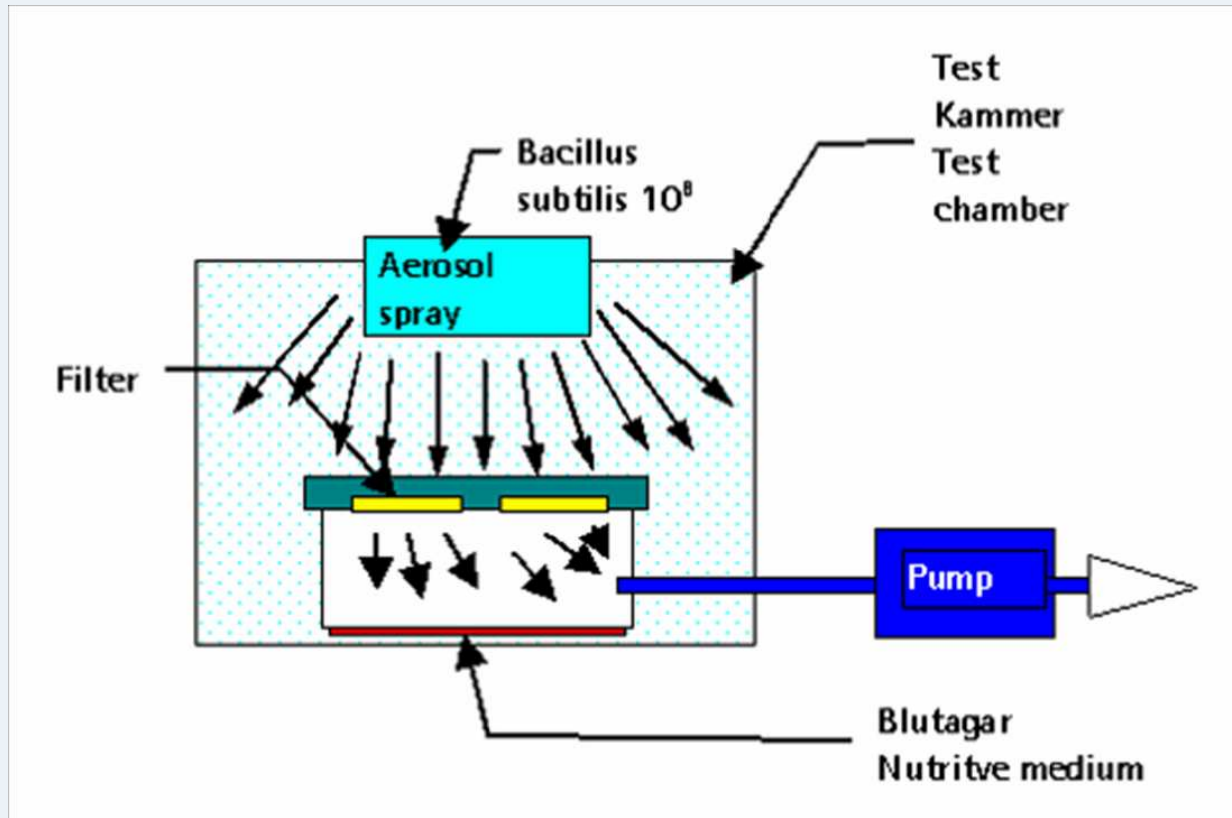 Test
Kammer
Test
chamber
Bacillus
subtilis 10⁸
Aerosol
spray
Filter
Pump
Blutagar
Nutritve medium